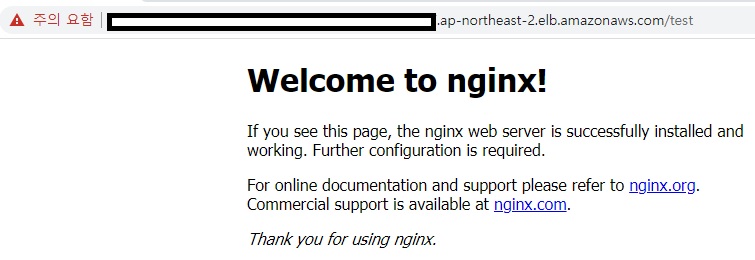 주의 요함 .ap-northeast-2.elb.amazonaws.com/test
Welcome to nginx!
If you see this page, the nginx web server is successfully installed and
working. Further configuration is required.
For online documentation and support please refer to nginx.org.
Commercial support is available at nginx.com.
Thank you for using nginx.